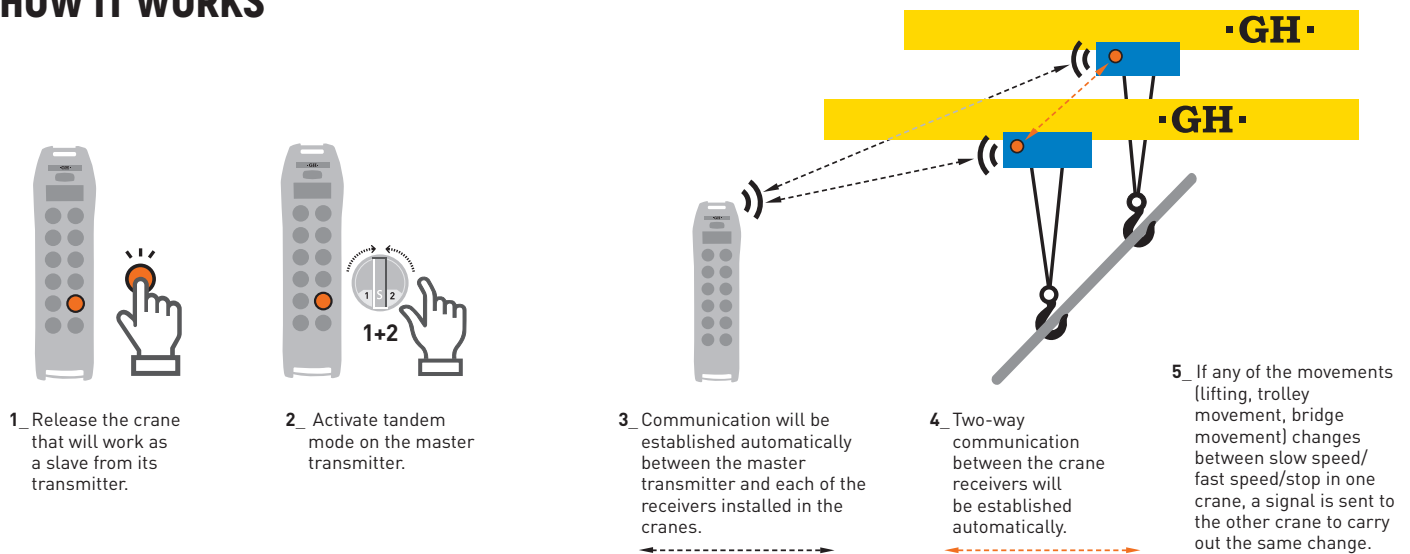 HOW IT WORKS
·GH·
·GH·
·GH·
·GH·
·GH·
1 S 2
1+2
1_ Release the crane
that will work as
a slave from its
transmitter.
2_ Activate tandem
mode on the master
transmitter.
3_ Communication will be
established automatically
between the master
transmitter and each of the
receivers installed in the
cranes.
4_ Two-way
communication
between the crane
receivers will
be established
automatically.
5_ If any of the movements
(lifting, trolley
movement, bridge
movement) changes
between slow speed/
fast speed/stop in one
crane, a signal is sent to
the other crane to carry
out the same change.